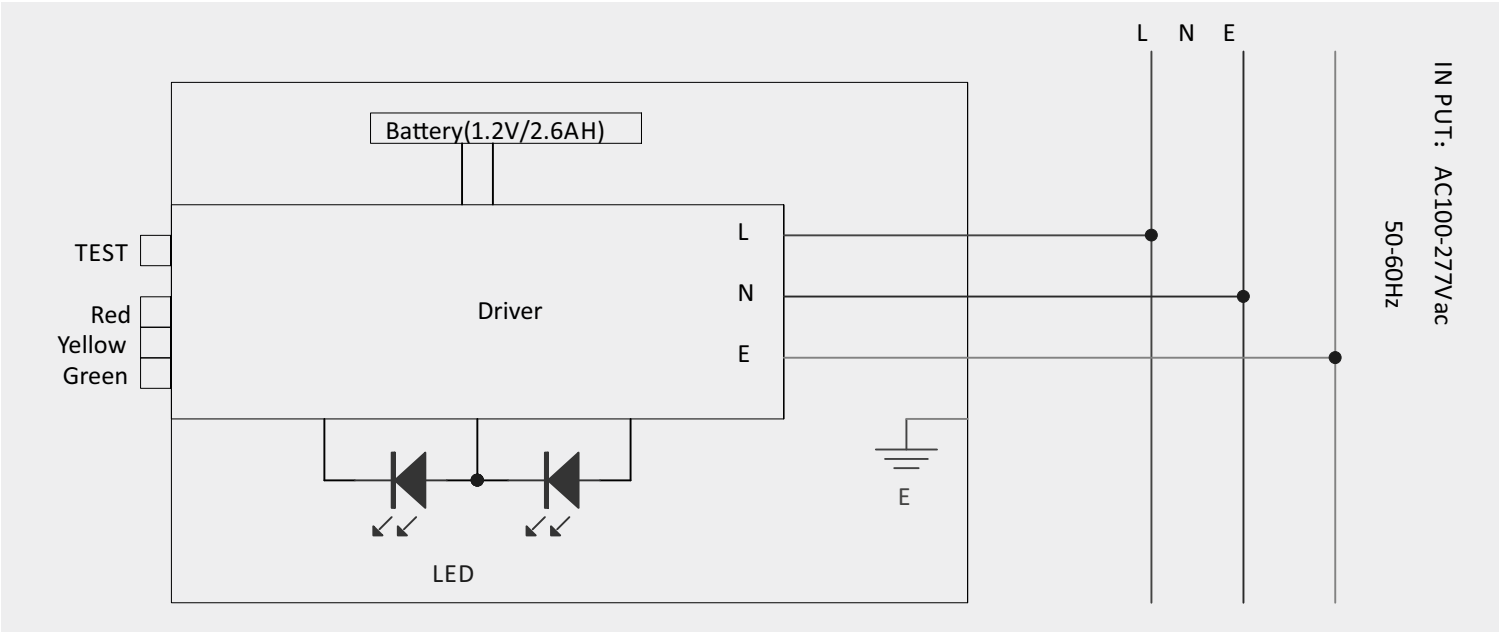 L N E
Battery(1.2V/2.6AH)
TEST
Red
Yellow
Green
Driver
L
N
E
E
LED
IN PUT: AC100-277Vac
50-60Hz